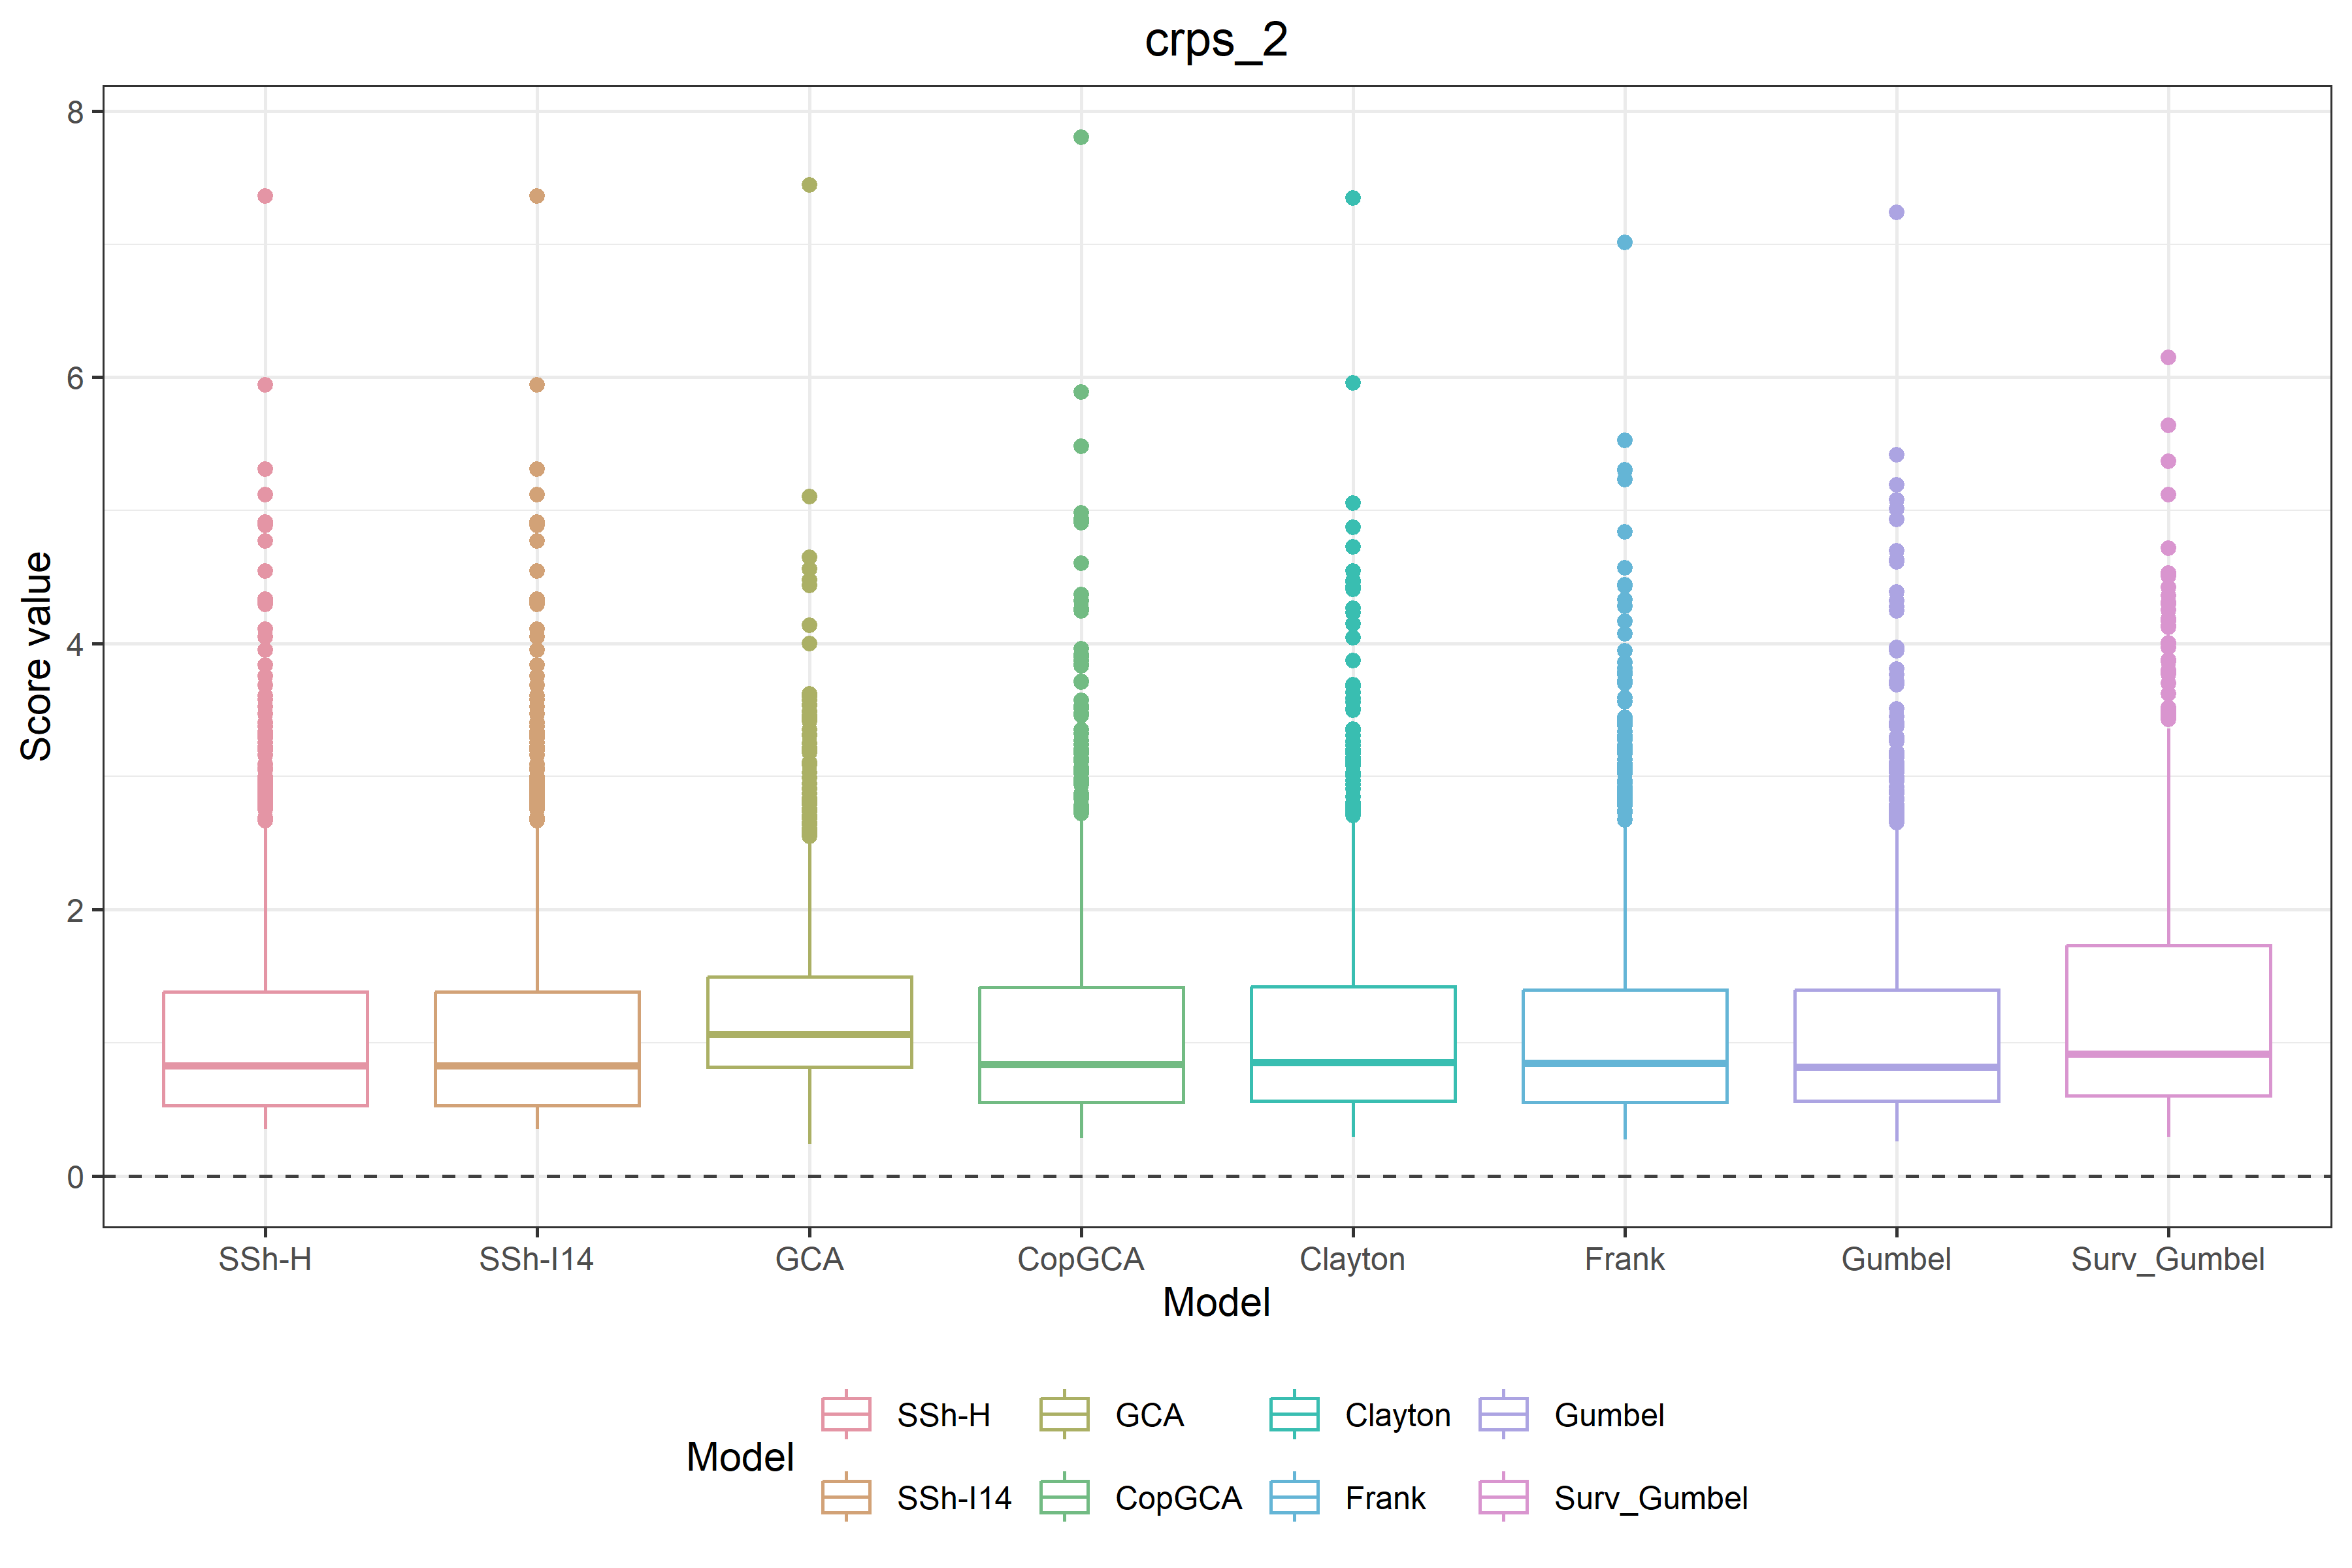 crps_2
Score value
8
6
4
2
0
SSh-H SSh-I14 GCA CopGCA Clayton Frank Gumbel Surv_Gumbel
Model
Model
SSh-H GCA Clayton Gumbel
SSh-I14 CopGCA Frank Surv_Gumbel